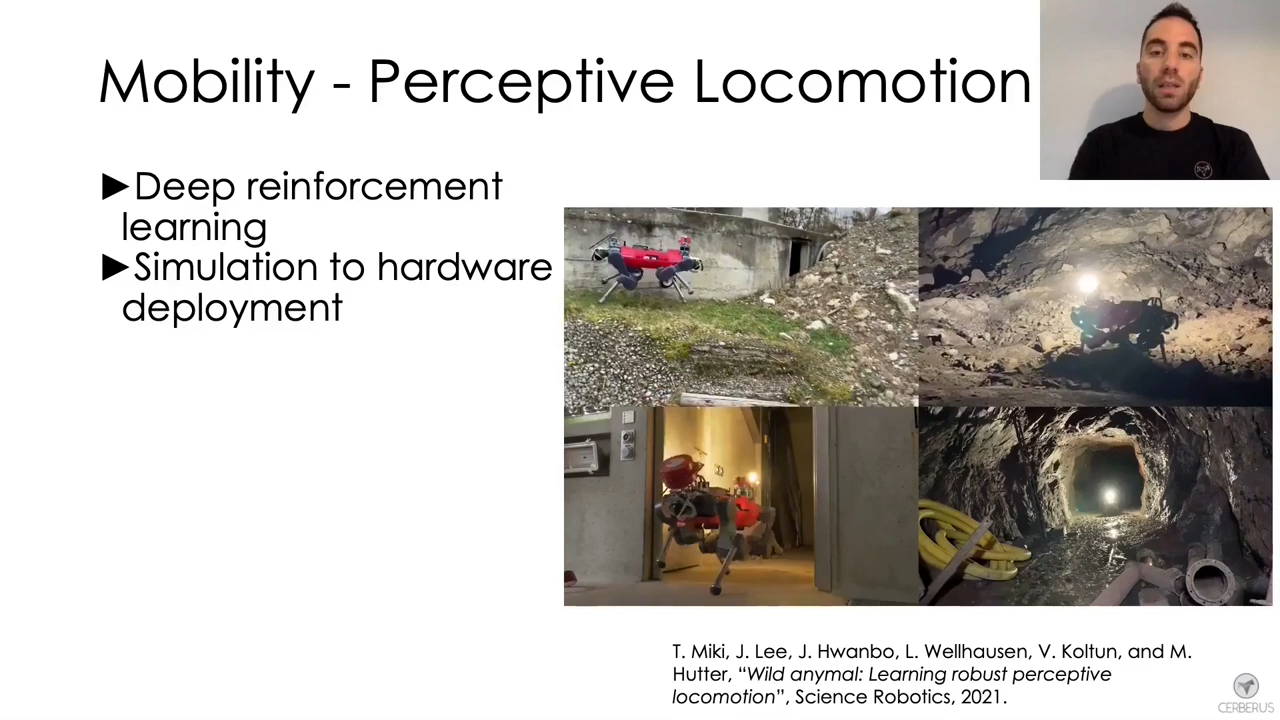 Mobility - Perceptive Locomotion
►Deep reinforcement
learning
►Simulation to hardware
deployment
T. Miki, J. Lee, J. Hwanbo, L. Wellhausen, V. Koltun, and M.
Hutter, “Wild anymal: Learning robust perceptive
locomotion”, Science Robotics, 2021.
CERBERUS